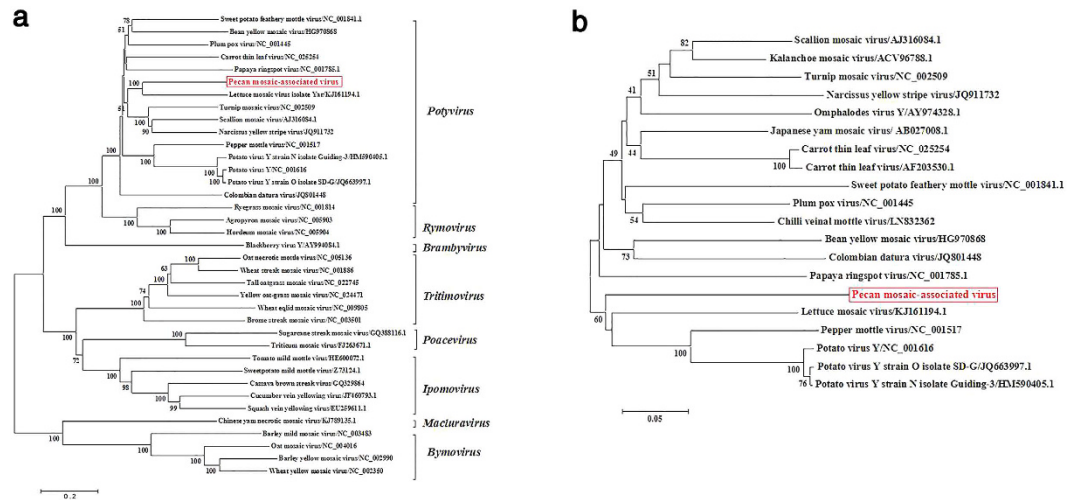 a
Sweet potato feathery mottle virus/NC_001841.1
Bean yellow mosaic virus/HG970868
Plum pox virus/NC_001445
Carrot thin leaf virus/NC_025254
Papaya ringspot virus/NC_001785.1
Pecan mosaic-associated virus
Lettuce mosaic virus isolate Yar/KJ161194.1
Turnip mosaic virus/NC_002509
Scallion mosaic virus/AJ316084.1
Narcissus yellow stripe virus/JQ911732
Pepper mottle virus/NC_001517
Potato virus Y strain N isolate Guiding-3/HM590405.1
Potato virus Y/NC_001616
Potato virus Y strain O isolate SD-G/JQ663997.1
Colombian datura virus/JQ801448
Ryegrass mosaic virus/NC_001814
Agropyron mosaic virus/NC_005903
Hordeum mosaic virus/NC_005904
Blackberry virus Y/AY994084.1
Oat necrotic mottle virus/NC_005136
Wheat streak mosaic virus/NC_001886
Tall oatgrass mosaic virus/NC_022745
Yellow oat-grass mosaic virus/NC_024471
Wheat eqlid mosaic virus/NC_009805
Brome streak mosaic virus/NC_003501
Sugarcane streak mosaic virus/GQ388116.1
Triticum mosaic virus/FJ263671.1
Tomato mild mottle virus/HE600072.1
Sweetpotato mild mottle virus/Z73124.1
Cassava brown streak virus/GQ329864
Cucumber vein yellowing virus/JF460793.1
Squash vein yellowing virus/EU259611.1
Chinese yam necrotic mosaic virus/KJ789135.1
Barley mild mosaic virus/NC_003483
Oat mosaic virus/NC_004016
Barley yellow mosaic virus/NC_002990
Wheat yellow mosaic virus/NC_002350
Potyvirus
Rymovirus
Brambyvirus
Tritimovirus
Poacevirus
Ipomovirus
Macluravirus
Bymovirus
78
51
100
51
100
90
100
100
100
100
100
100
100
63
74
100
100
100
100
75
100
98
100
99
100
100
100
100
0.2
b
Scallion mosaic virus/AJ316084.1
Kalanchoe mosaic virus/ACV96788.1
Turnip mosaic virus/NC_002509
Narcissus yellow stripe virus/JQ911732
Omphalodes virus Y/AY974328.1
Japanese yam mosaic virus/ AB027008.1
Carrot thin leaf virus/NC_025254
Carrot thin leaf virus/AF203530.1
Sweet potato feathery mottle virus/NC_001841.1
Plum pox virus/NC_001445
Chilli veinal mottle virus/LN832362
Bean yellow mosaic virus/HG970868
Colombian datura virus/JQ801448
Papaya ringspot virus/NC_001785.1
Pecan mosaic-associated virus
Lettuce mosaic virus/KJ161194.1
Pepper mottle virus/NC_001517
Potato virus Y/NC_001616
Potato virus Y strain O isolate SD-G/JQ663997.1
Potato virus Y strain N isolate Guiding-3/HM590405.1
82
51
41
44
100
49
54
73
60
100
100
76
0.05